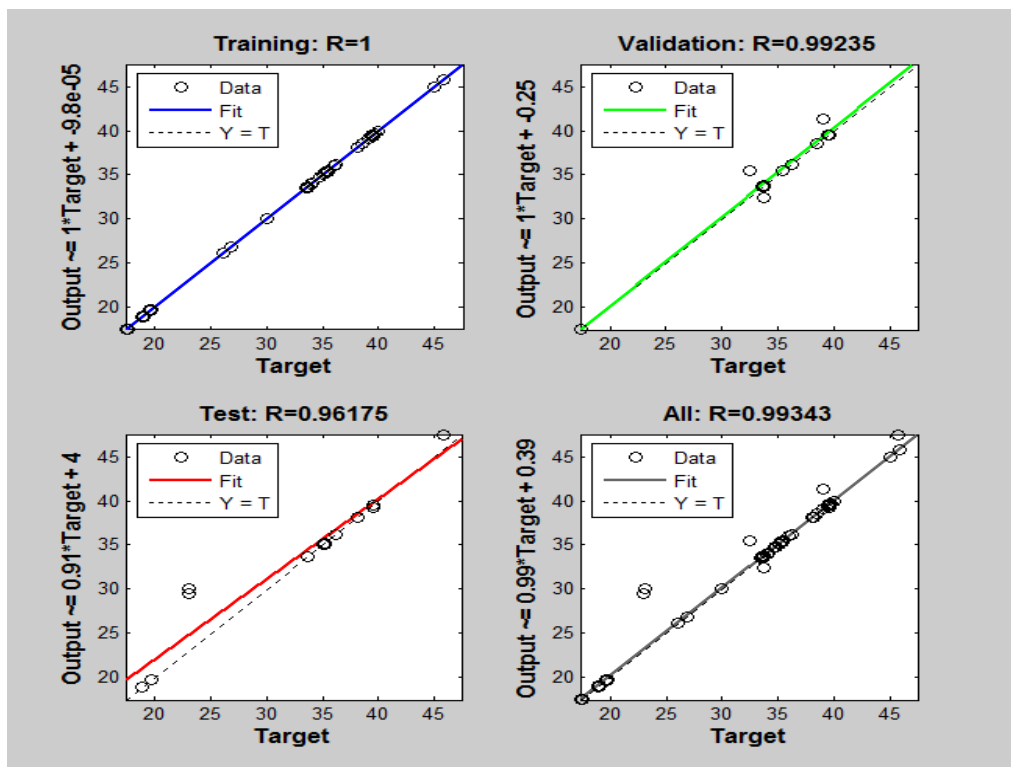 Training: R=1
Output ~= 1*Target + -9.8e-05
Data
Fit
Y = T
45
40
35
30
25
20
20 25 30 35 40 45
Target
Validation: R=0.99235
Output ~= 1*Target + -0.25
Data
Fit
Y = T
45
40
35
30
25
20
20 25 30 35 40 45
Target
Test: R=0.96175
Output ~= 0.91*Target + 4
Data
Fit
Y = T
45
40
35
30
25
20
20 25 30 35 40 45
Target
All: R=0.99343
Output ~= 0.99*Target + 0.39
Data
Fit
Y = T
45
40
35
30
25
20
20 25 30 35 40 45
Target